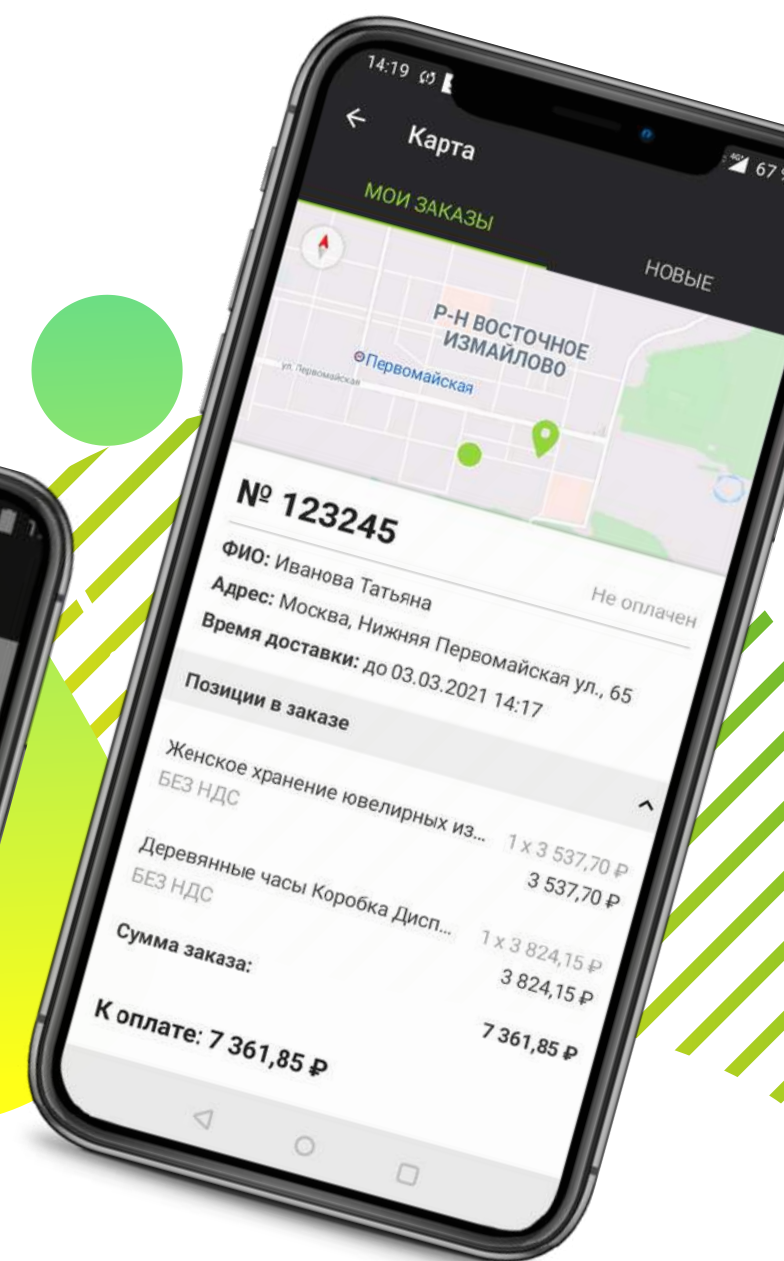 14:19
4G+ 67
Карта
МОИ ЗАКАЗЫ
НОВЫЕ
Р-Н ВОСТОЧНОЕ
ИЗМАЙЛОВО
Первомайская
ул. Первомайская
№ 123245
Не оплачен
ФИО: Иванова Татьяна
Адрес: Москва, Нижняя Первомайская ул., 65
Время доставки: до 03.03.2021 14:17
Позиции в заказе
Женское хранение ювелирных из... 1 x 3 537,70 ₽
БЕЗ НДС 3 537,70 ₽
Деревянные часы Коробка Дисп... 1 x 3 824,15 ₽
БЕЗ НДС 3 824,15 ₽
Сумма заказа: 7 361,85 ₽
К оплате: 7 361,85 ₽